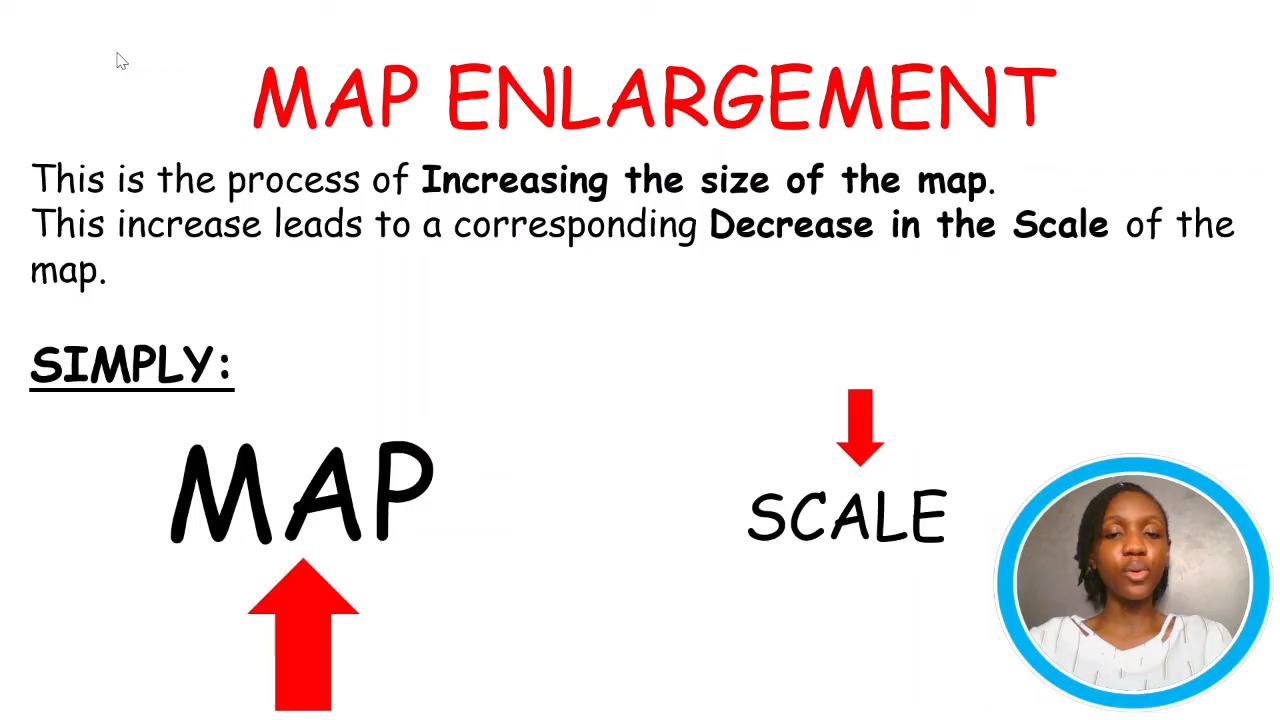 MAP ENLARGEMENT
This is the process of Increasing the size of the map.
This increase leads to a corresponding Decrease in the Scale of the
map.
SIMPLY:
MAP
SCALE